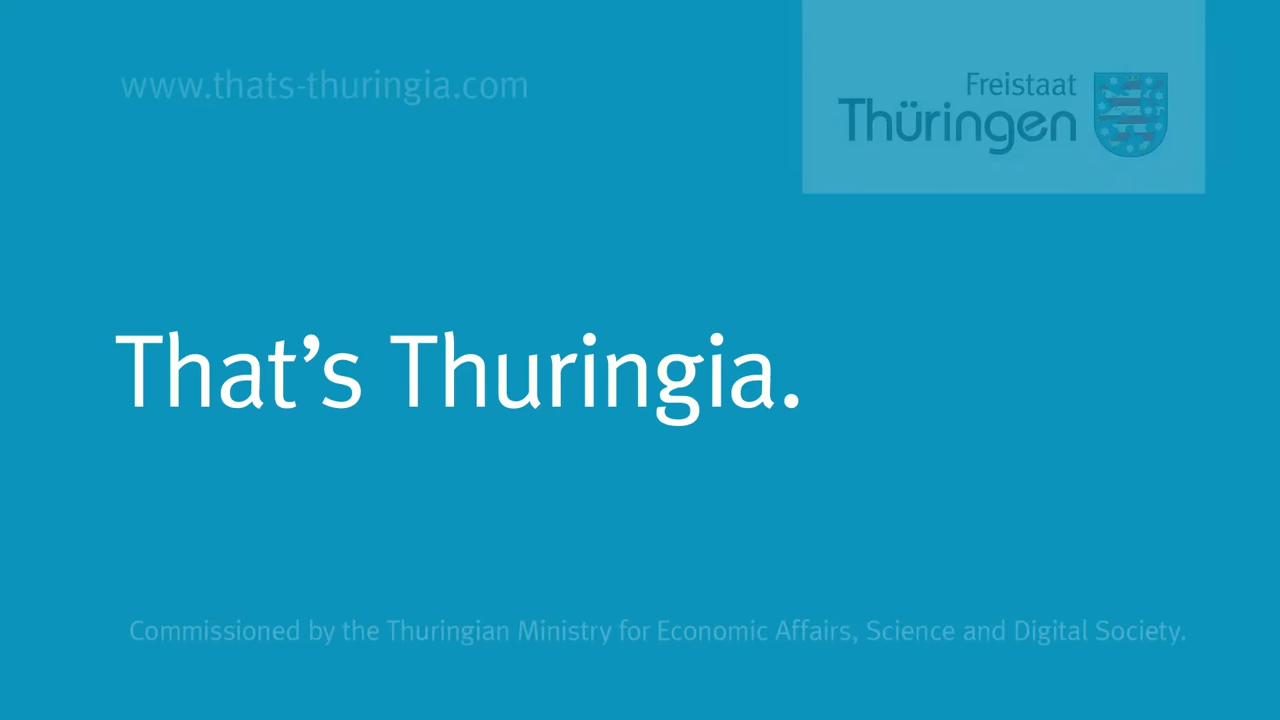 www.thats-thuringia.com
Freistaat
Thüringen
That’s Thuringia.
Commissioned by the Thuringian Ministry for Economic Affairs, Science and Digital Society.